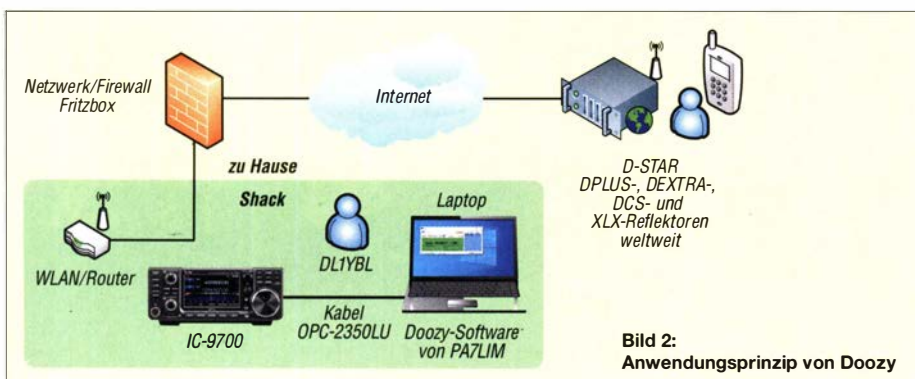 Netzwerk/Firewall
Fritzbox
Internet
zu Hause
Shack
Laptop
WLAN/Router
DL1YBL
IC-9700
Kabel
OPC-2350LU
Doozy-Software
von PA7LIM
D-STAR
DPLUS-, DEXTRA-,
DCS- und
XLX-Reflektoren
weltweit
Bild 2:
Anwendungsprinzip von Doozy